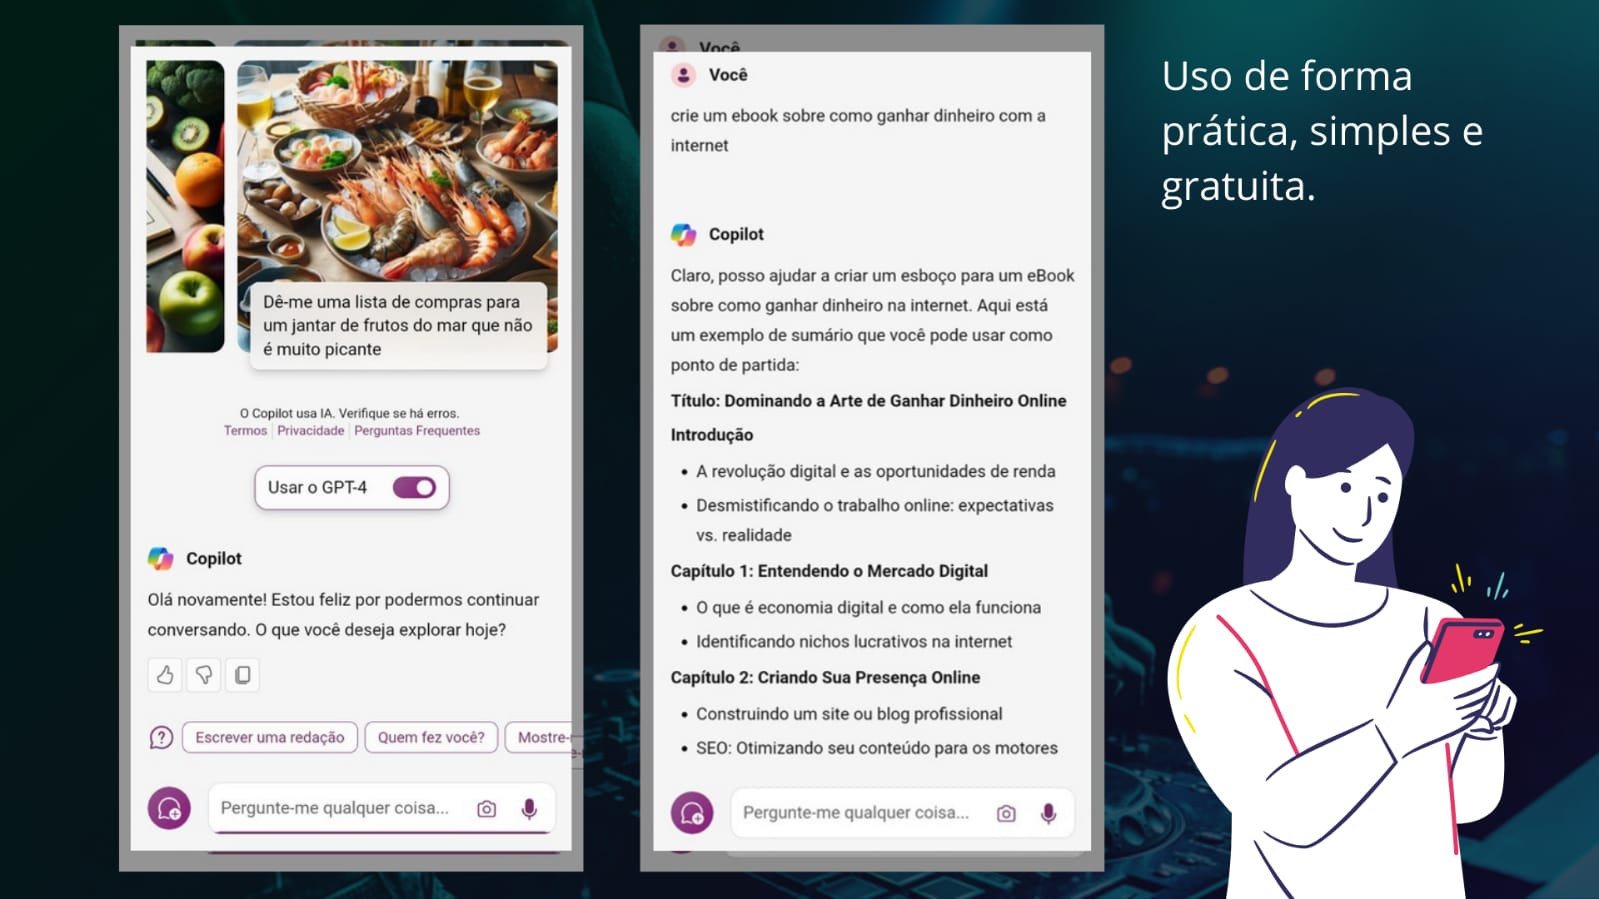 Dê-me uma lista de compras para
um jantar de frutos do mar que não
é muito picante
O Copilot usa IA. Verifique se há erros.
Termos | Privacidade | Perguntas Frequentes
Usar o GPT-4
Copilot
Olá novamente! Estou feliz por podermos continuar
conversando. O que você deseja explorar hoje?
Escrever uma redação
Quem fez você?
Mostre-
Pergunte-me qualquer coisa...
Você
Você
crie um ebook sobre como ganhar dinheiro com a
internet
Copilot
Claro, posso ajudar a criar um esboço para um eBook
sobre como ganhar dinheiro na internet. Aqui está
um exemplo de sumário que você pode usar como
ponto de partida:
Título: Dominando a Arte de Ganhar Dinheiro Online
Introdução
• A revolução digital e as oportunidades de renda
• Desmistificando o trabalho online: expectativas
vs. realidade
Capítulo 1: Entendendo o Mercado Digital
• O que é economia digital e como ela funciona
• Identificando nichos lucrativos na internet
Capítulo 2: Criando Sua Presença Online
• Construindo um site ou blog profissional
• SEO: Otimizando seu conteúdo para os motores
Pergunte-me qualquer coisa...
Uso de forma
prática, simples e
gratuita.